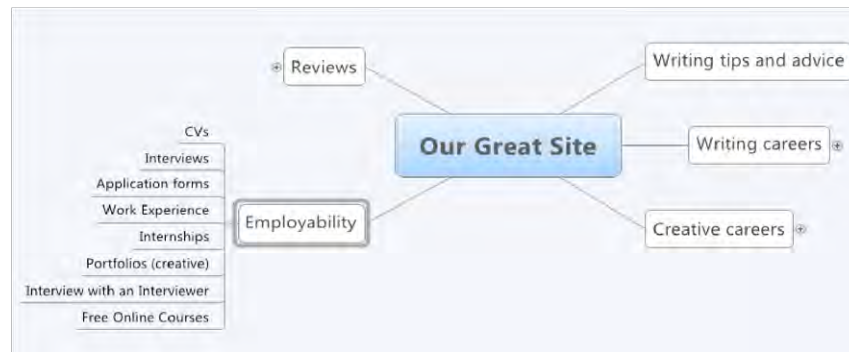 Reviews
Writing tips and advice
Our Great Site
Writing careers
Creative careers
Employability
CVs
Interviews
Application forms
Work Experience
Internships
Portfolios (creative)
Interview with an Interviewer
Free Online Courses